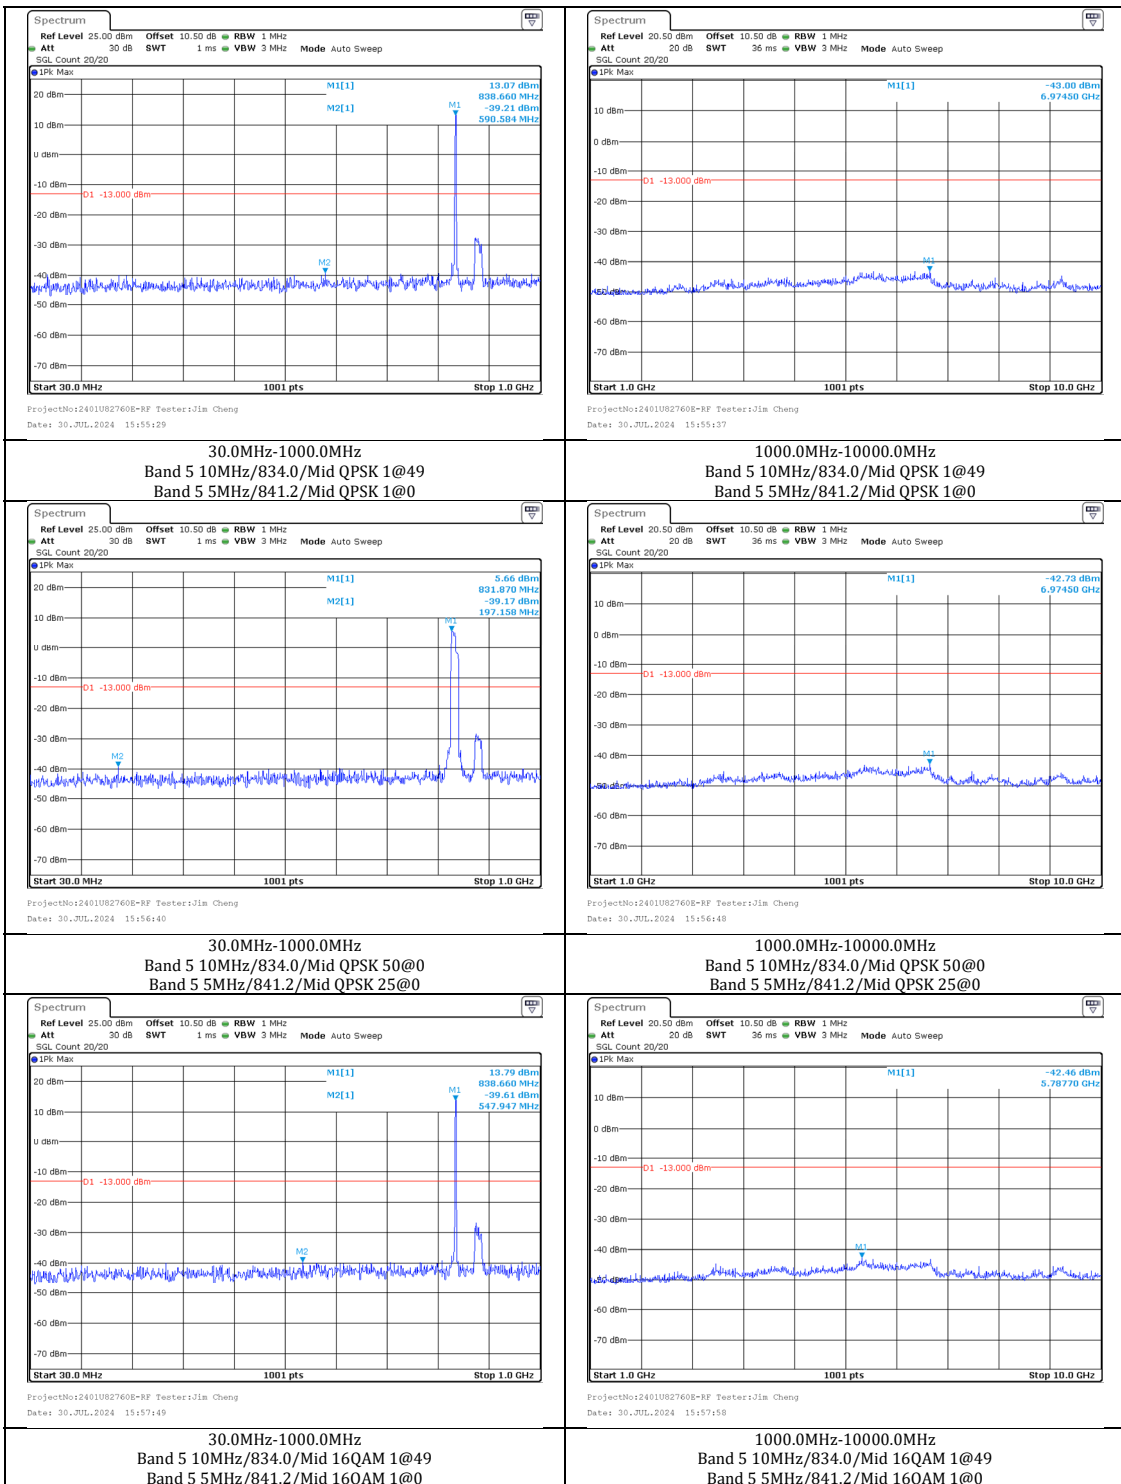 Spectrum
Ref Level 25.00 dBm Offset 10.50 dB RBW 1 MHz
Att 30 dB SWT 1 ms VBW 3 MHz Mode Auto Sweep
SGL Count 20/20
1Pk Max
M1[1] 13.07 dBm
838.660 MHz
M2[1] -39.21 dBm
590.584 MHz
20 dBm
M1
10 dBm
0 dBm
-10 dBm
D1 -13.000 dBm
-20 dBm
-30 dBm
M2
-40 dBm
-50 dBm
-60 dBm
-70 dBm
Start 30.0 MHz 1001 pts Stop 1.0 GHz
ProjectNo:2401U82760E-RF Tester:Jim Cheng
Date: 30.JUL.2024 15:55:29
30.0MHz-1000.0MHz
Band 5 10MHz/834.0/Mid QPSK 1@49
Band 5 5MHz/841.2/Mid QPSK 1@0
Spectrum
Ref Level 20.50 dBm Offset 10.50 dB RBW 1 MHz
Att 20 dB SWT 36 ms VBW 3 MHz Mode Auto Sweep
SGL Count 20/20
1Pk Max
M1[1] -43.00 dBm
6.97450 GHz
10 dBm
0 dBm
-10 dBm
D1 -13.000 dBm
-20 dBm
-30 dBm
-40 dBm
M1
-50 dBm
-60 dBm
-70 dBm
Start 1.0 GHz 1001 pts Stop 10.0 GHz
ProjectNo:2401U82760E-RF Tester:Jim Cheng
Date: 30.JUL.2024 15:55:37
1000.0MHz-10000.0MHz
Band 5 10MHz/834.0/Mid QPSK 1@49
Band 5 5MHz/841.2/Mid QPSK 1@0
Spectrum
Ref Level 25.00 dBm Offset 10.50 dB RBW 1 MHz
Att 30 dB SWT 1 ms VBW 3 MHz Mode Auto Sweep
SGL Count 20/20
1Pk Max
M1[1] 5.66 dBm
831.870 MHz
M2[1] -39.17 dBm
197.158 MHz
20 dBm
10 dBm
M1
0 dBm
-10 dBm
D1 -13.000 dBm
-20 dBm
-30 dBm
M2
-40 dBm
-50 dBm
-60 dBm
-70 dBm
Start 30.0 MHz 1001 pts Stop 1.0 GHz
ProjectNo:2401U82760E-RF Tester:Jim Cheng
Date: 30.JUL.2024 15:56:40
30.0MHz-1000.0MHz
Band 5 10MHz/834.0/Mid QPSK 50@0
Band 5 5MHz/841.2/Mid QPSK 25@0
Spectrum
Ref Level 20.50 dBm Offset 10.50 dB RBW 1 MHz
Att 20 dB SWT 36 ms VBW 3 MHz Mode Auto Sweep
SGL Count 20/20
1Pk Max
M1[1] -42.73 dBm
6.97450 GHz
10 dBm
0 dBm
-10 dBm
D1 -13.000 dBm
-20 dBm
-30 dBm
-40 dBm
M1
-50 dBm
-60 dBm
-70 dBm
Start 1.0 GHz 1001 pts Stop 10.0 GHz
ProjectNo:2401U82760E-RF Tester:Jim Cheng
Date: 30.JUL.2024 15:56:48
1000.0MHz-10000.0MHz
Band 5 10MHz/834.0/Mid QPSK 50@0
Band 5 5MHz/841.2/Mid QPSK 25@0
Spectrum
Ref Level 25.00 dBm Offset 10.50 dB RBW 1 MHz
Att 30 dB SWT 1 ms VBW 3 MHz Mode Auto Sweep
SGL Count 20/20
1Pk Max
M1[1] 13.79 dBm
838.660 MHz
M2[1] -39.61 dBm
547.947 MHz
20 dBm
M1
10 dBm
0 dBm
-10 dBm
D1 -13.000 dBm
-20 dBm
-30 dBm
M2
-40 dBm
-50 dBm
-60 dBm
-70 dBm
Start 30.0 MHz 1001 pts Stop 1.0 GHz
ProjectNo:2401U82760E-RF Tester:Jim Cheng
Date: 30.JUL.2024 15:57:49
30.0MHz-1000.0MHz
Band 5 10MHz/834.0/Mid 16QAM 1@49
Band 5 5MHz/841.2/Mid 16QAM 1@0
Spectrum
Ref Level 20.50 dBm Offset 10.50 dB RBW 1 MHz
Att 20 dB SWT 36 ms VBW 3 MHz Mode Auto Sweep
SGL Count 20/20
1Pk Max
M1[1] -42.46 dBm
5.78770 GHz
10 dBm
0 dBm
-10 dBm
D1 -13.000 dBm
-20 dBm
-30 dBm
-40 dBm
M1
-50 dBm
-60 dBm
-70 dBm
Start 1.0 GHz 1001 pts Stop 10.0 GHz
ProjectNo:2401U82760E-RF Tester:Jim Cheng
Date: 30.JUL.2024 15:57:58
1000.0MHz-10000.0MHz
Band 5 10MHz/834.0/Mid 16QAM 1@49
Band 5 5MHz/841.2/Mid 16QAM 1@0